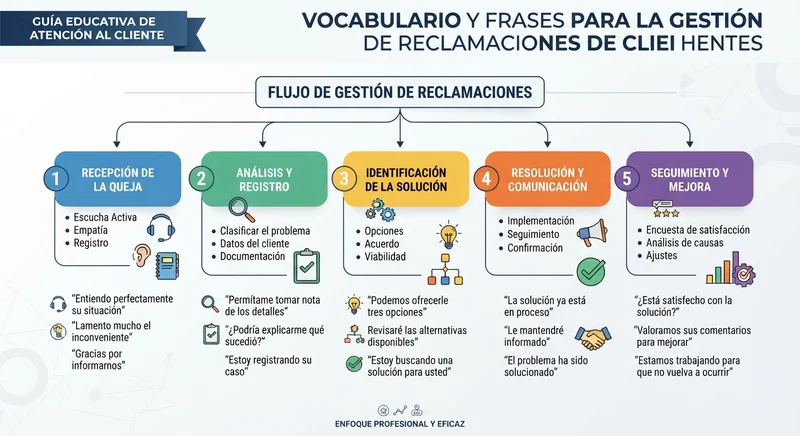 GUÍA EDUCATIVA DE
ATENCIÓN AL CLIENTE
VOCABULARIO Y FRASES PARA LA GESTIÓN
DE RECLAMACIONES DE CLIEI HENTES
FLUJO DE GESTIÓN DE RECLAMACIONES
1
RECEPCIÓN DE
LA QUEJA
• Escucha Activa
• Empatía
• Registro
"Entiendo perfectamente
su situación"
"Lamento mucho el
inconveniente"
"Gracias por
informarnos"
2
ANÁLISIS Y
REGISTRO
• Clasificar el problema
• Datos del cliente
• Documentación
"Permítame tomar nota
de los detalles"
"¿Podría explicarme qué
sucedió?"
"Estoy registrando su
caso"
3
IDENTIFICACIÓN
DE LA SOLUCIÓN
• Opciones
• Acuerdo
• Viabilidad
"Podemos ofrecerle
tres opciones"
Revisaré las alternativas
disponibles"
"Estoy buscando una
solución para usted"
4
RESOLUCIÓN Y
COMUNICACIÓN
• Implementación
• Seguimiento
• Confirmación
"La solución ya está
en proceso"
"Le mantendré
informado"
"El problema ha sido
solucionado"
5
SEGUIMIENTO Y
MEJORA
• Encuesta de satisfacción
• Análisis de causas
• Ajustes
"¿Está satisfecho con la
solución?"
"Valoramos sus comentarios
para mejorar"
"Estamos trabajando para
que no vuelva a ocurrir"
ENFOQUE PROFESIONAL Y EFICAZ